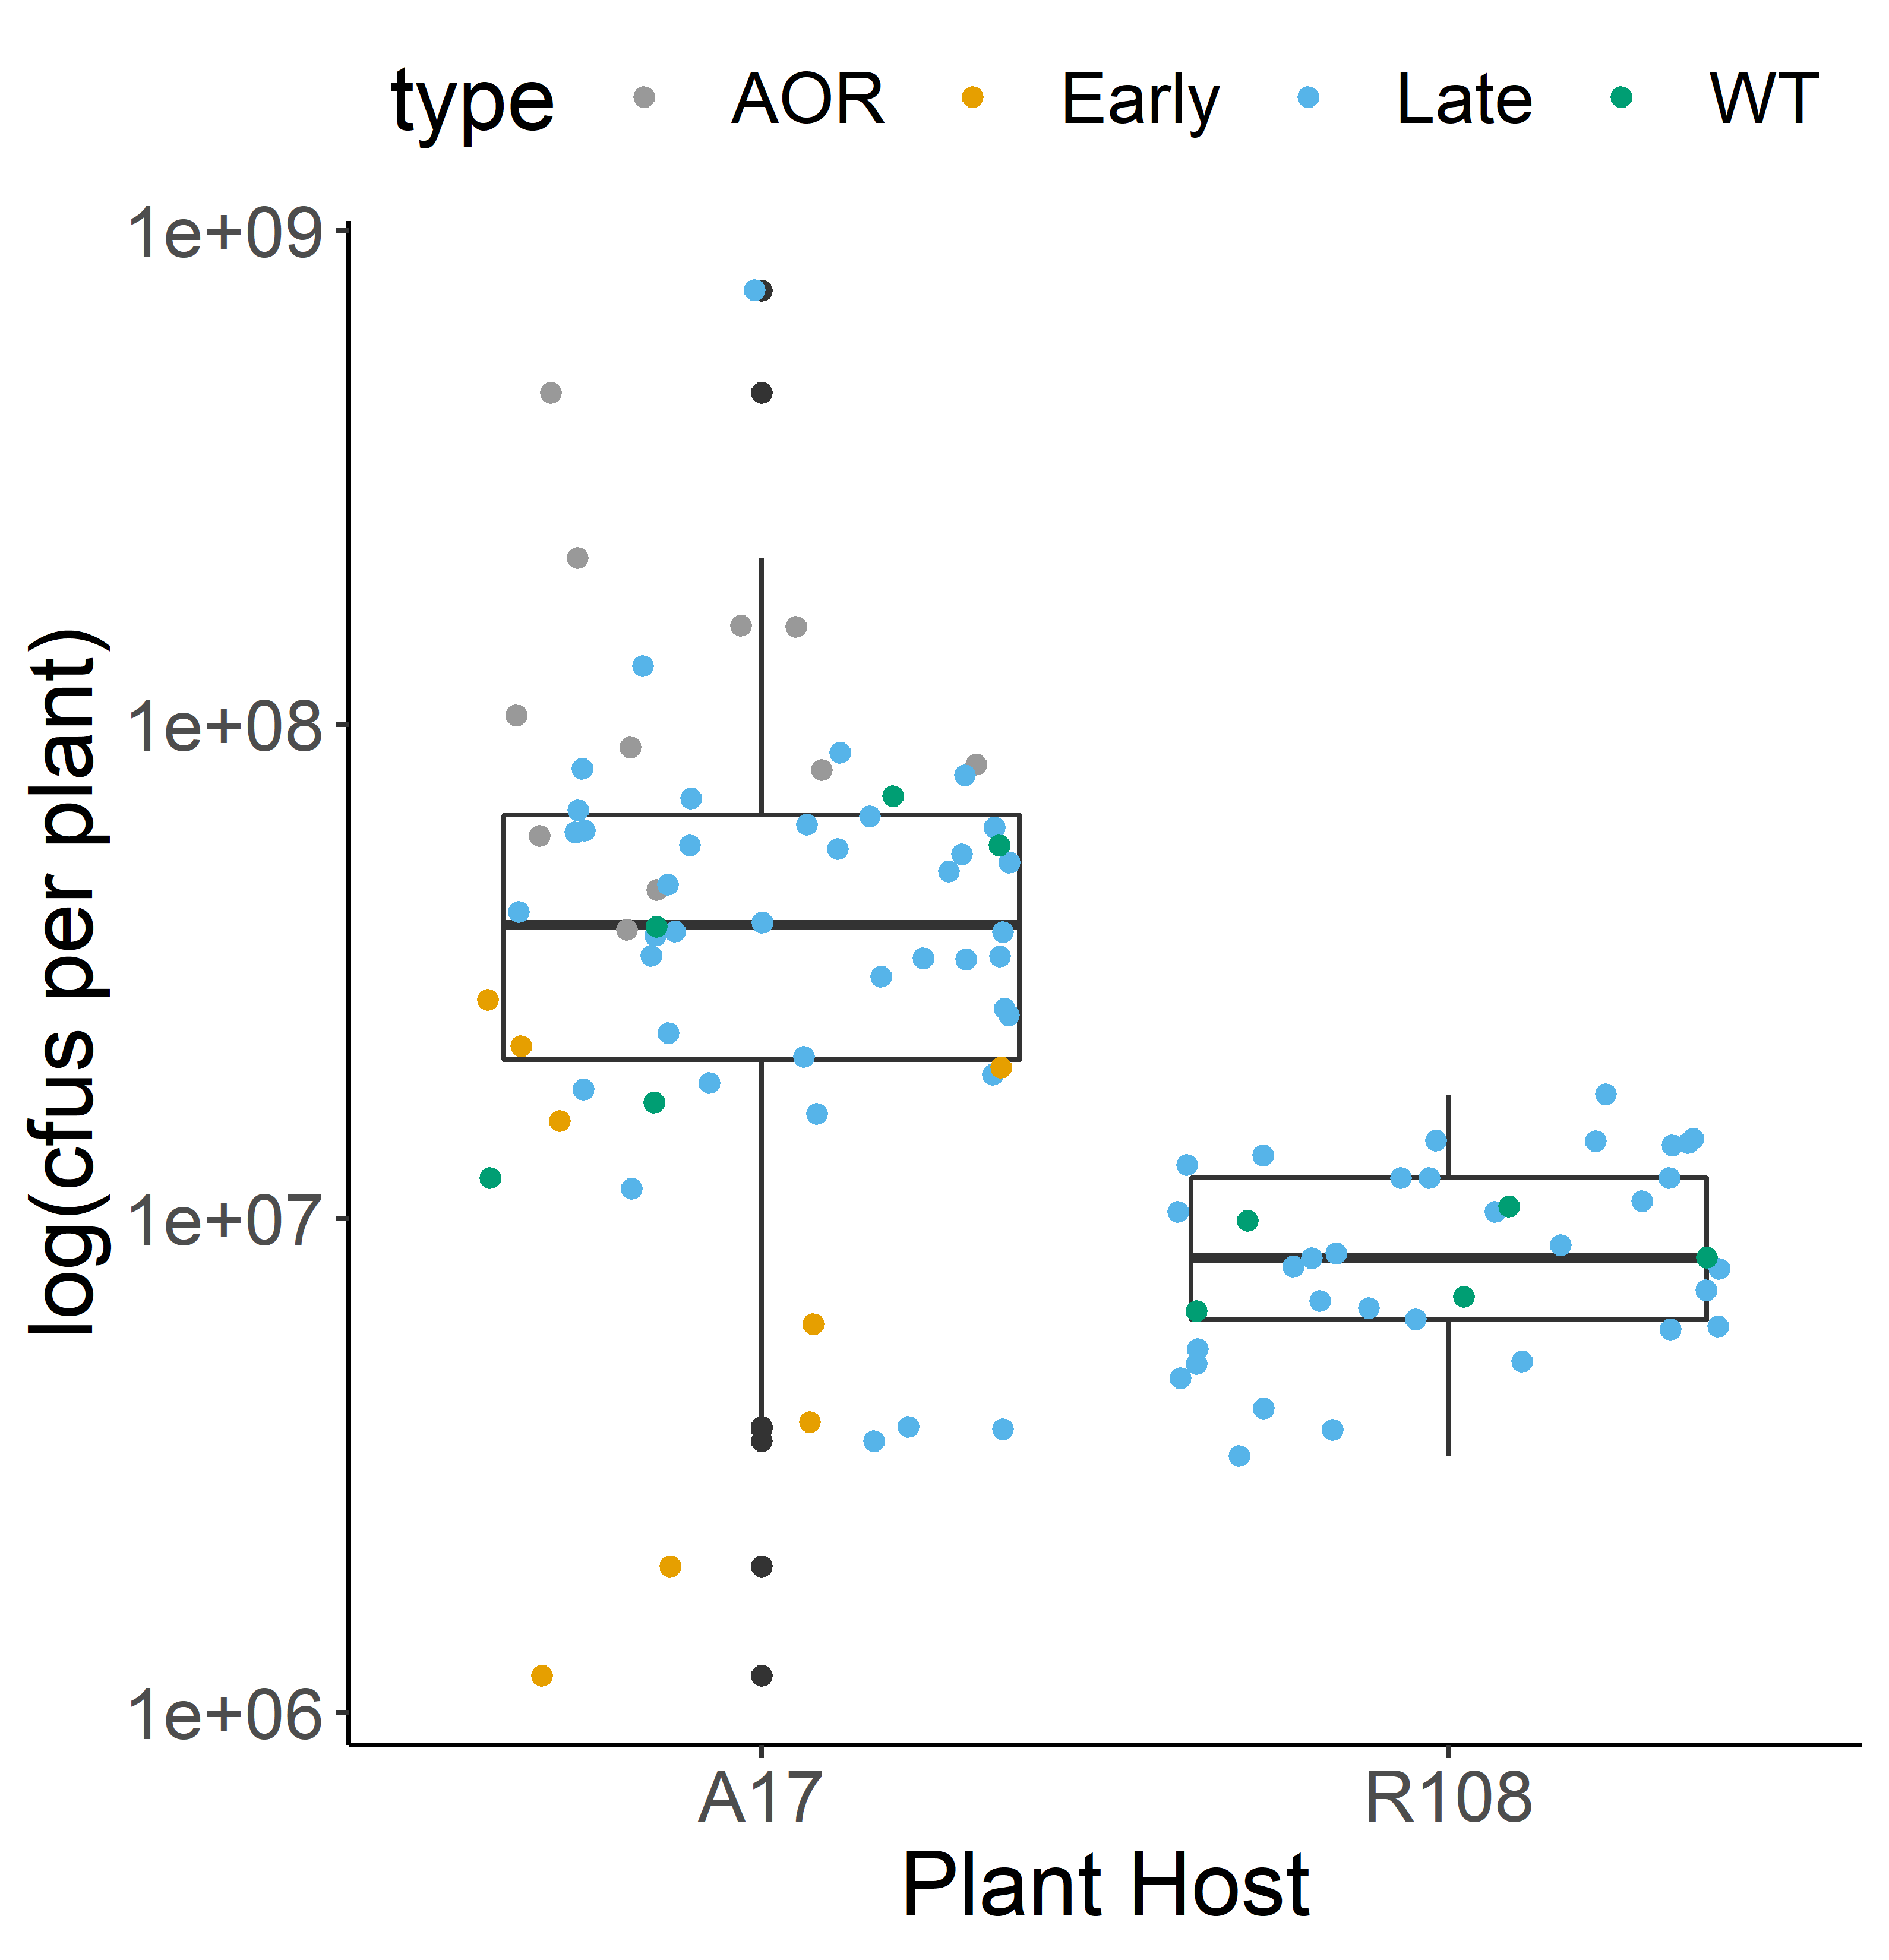 type AOR Early Late WT
1e+09
1e+08
1e+07
1e+06
log(cfus per plant)
A17 R108
Plant Host